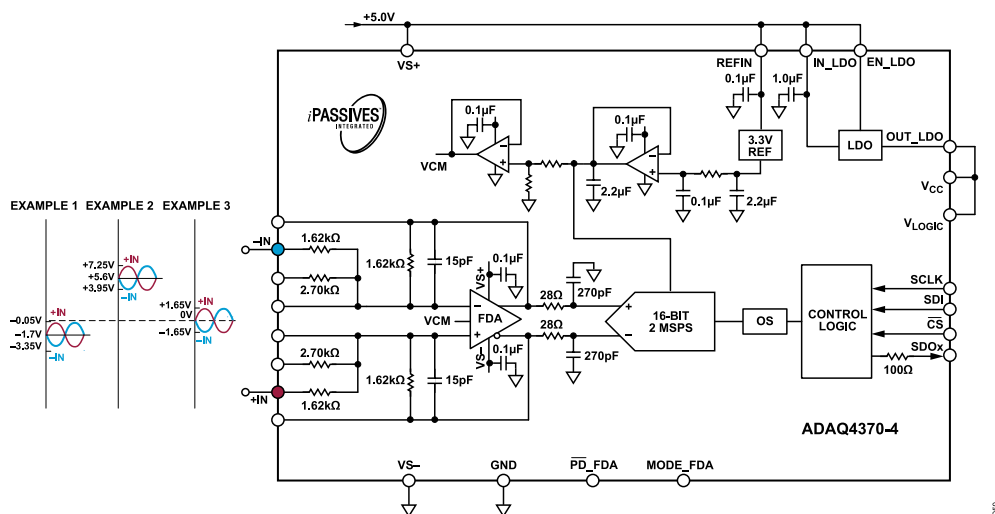 +5.0V
VS+
REFIN
IN_LDO
EN_LDO
iPASSIVES™
INTEGRATED
0.1µF
0.1µF
0.1µF
1.0µF
VCM
−
+
−
+
3.3V
REF
LDO
OUT_LDO
2.2µF
0.1µF
2.2µF
VCC
VLOGIC
EXAMPLE 1
EXAMPLE 2
EXAMPLE 3
+7.25V
+5.6V
+3.95V
+IN
−IN
−0.05V
−1.7V
−3.35V
+IN
−IN
+1.65V
0V
−1.65V
+IN
−IN
−IN
1.62kΩ
2.70kΩ
1.62kΩ
15pF
VS+
0.1µF
VCM
−
FDA
+
VS−
0.1µF
28Ω
28Ω
270pF
270pF
+
−
16-BIT
2 MSPS
OS
CONTROL
LOGIC
SCLK
SDI
CS
SDOx
100Ω
2.70kΩ
1.62kΩ
1.62kΩ
15pF
+IN
ADAQ4370-4
VS−
GND
PD_FDA
MODE_FDA